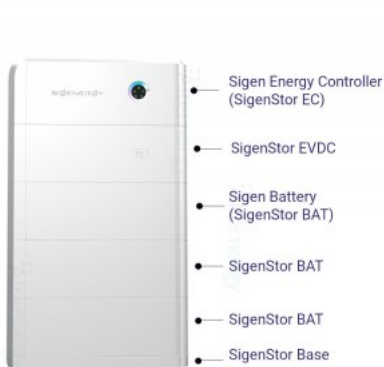 SIGENERGY
Sigen Energy Controller
(SigenStor EC)
SigenStor EVDC
Sigen Battery
(SigenStor BAT)
SigenStor BAT
SigenStor BAT
SigenStor Base